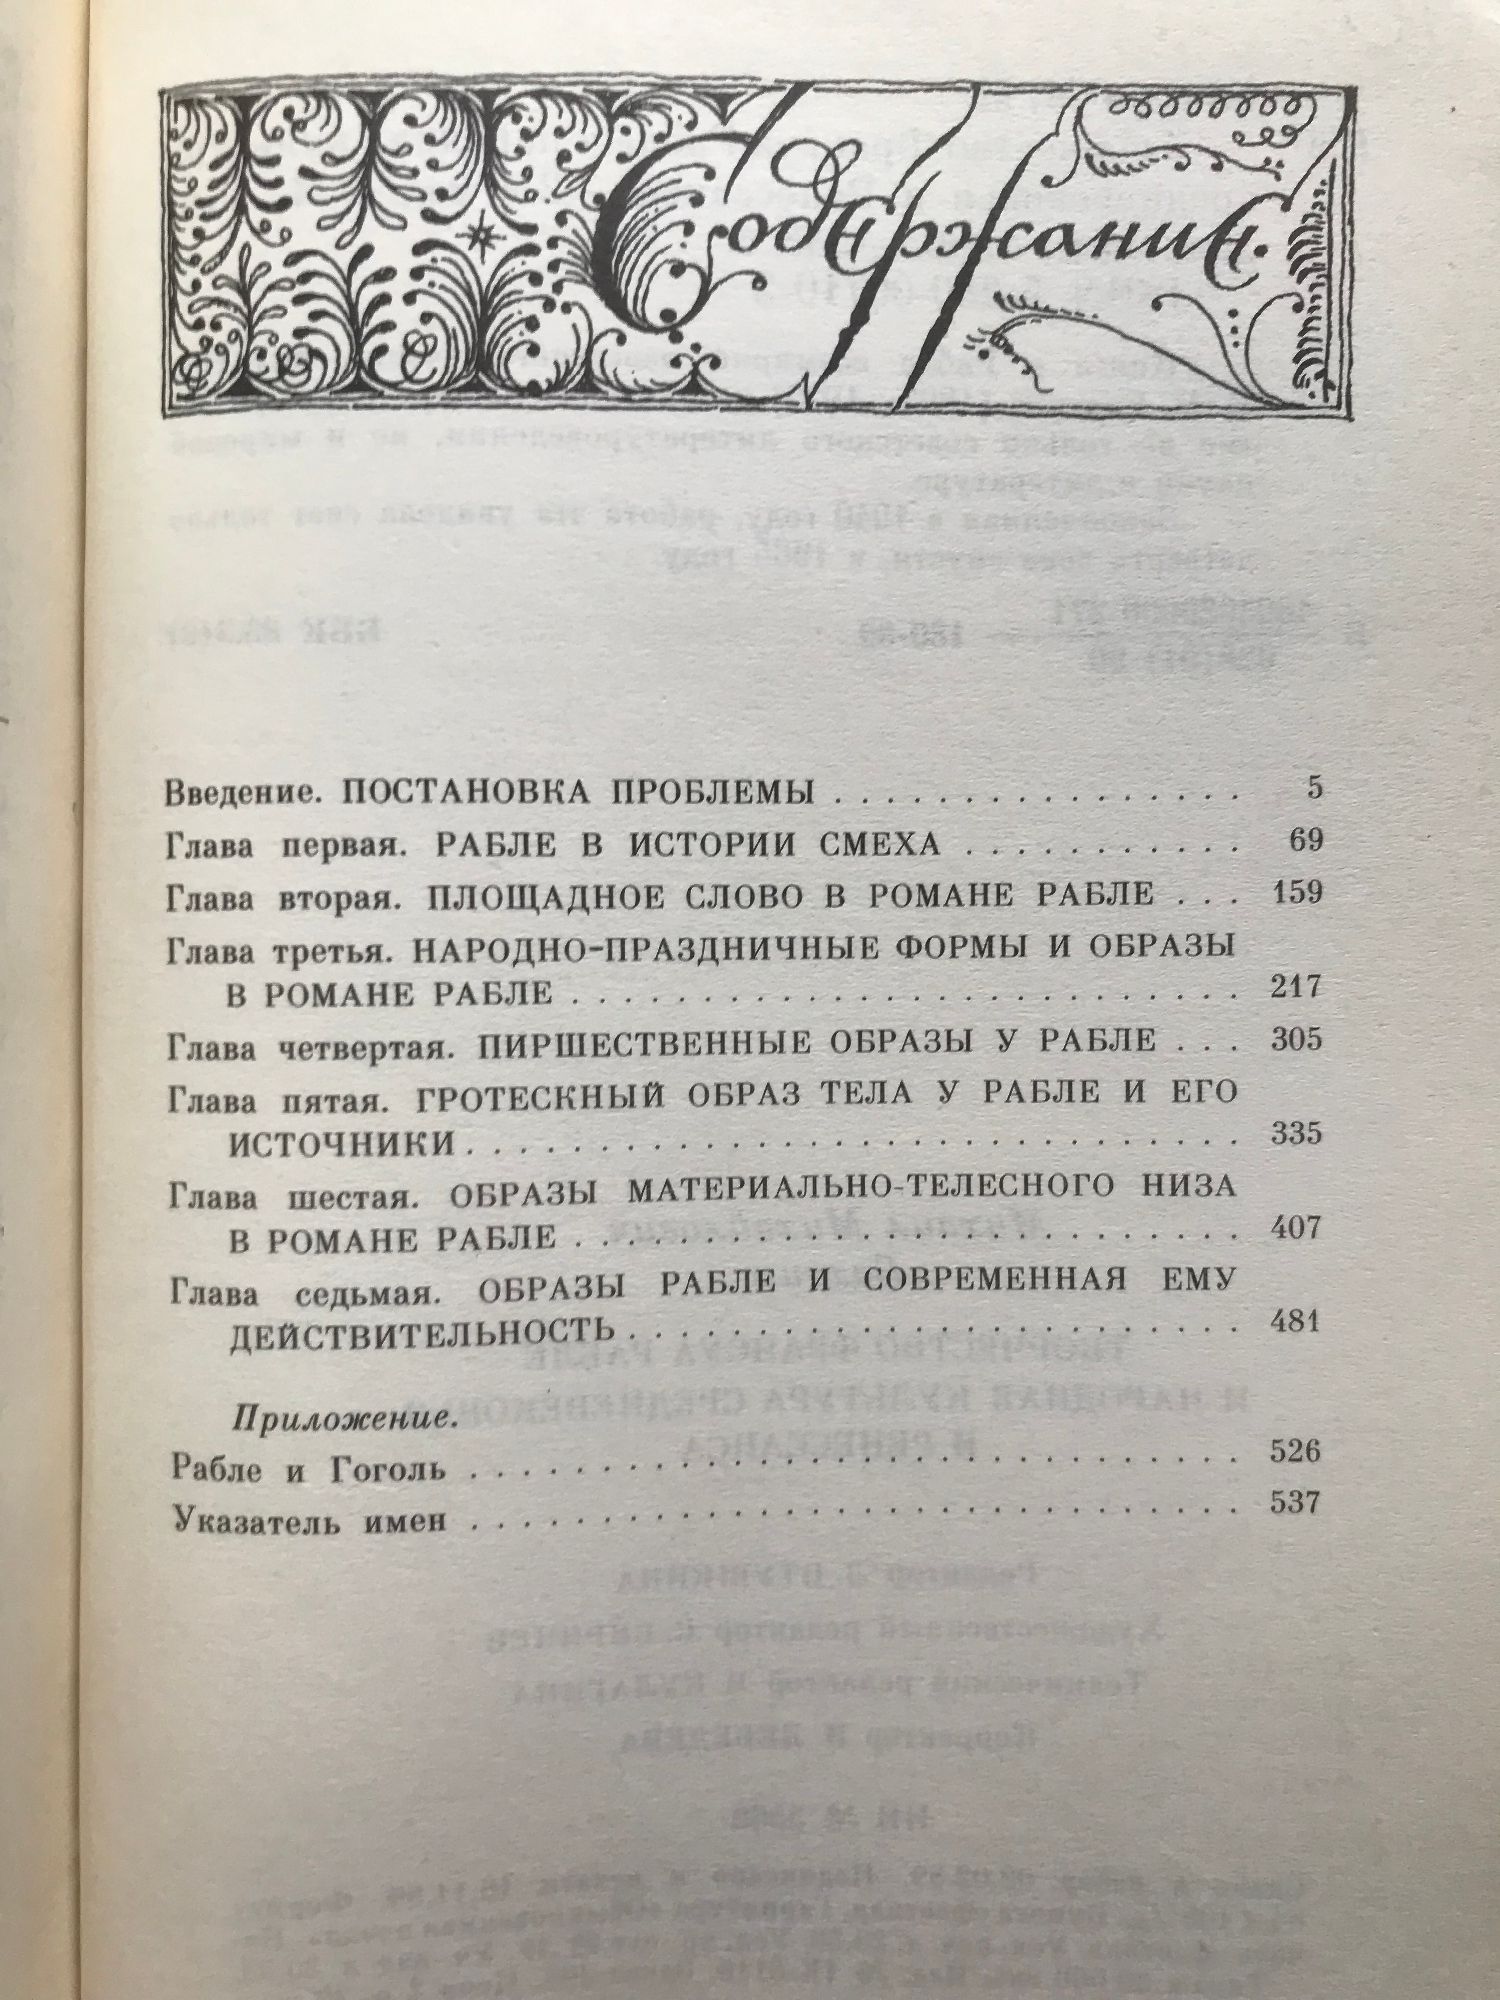 Содержание.
Введение. ПОСТАНОВКА ПРОБЛЕМЫ . . . . . . . . . . . . . . . . 5
Глава первая. РАБЛЕ В ИСТОРИИ СМЕХА . . . . . . . . . . . 69
Глава вторая. ПЛОЩАДНОЕ СЛОВО В РОМАНЕ РАБЛЕ . . . 159
Глава третья. НАРОДНО-ПРАЗДНИЧНЫЕ ФОРМЫ И ОБРАЗЫ
В РОМАНЕ РАБЛЕ . . . . . . . . . . . . . . . . . . . . . . . . . . 217
Глава четвертая. ПИРШЕСТВЕННЫЕ ОБРАЗЫ У РАБЛЕ . . . 305
Глава пятая. ГРОТЕСКНЫЙ ОБРАЗ ТЕЛА У РАБЛЕ И ЕГО
ИСТОЧНИКИ . . . . . . . . . . . . . . . . . . . . . . . . . . . . . . 335
Глава шестая. ОБРАЗЫ МАТЕРИАЛЬНО-ТЕЛЕСНОГО НИЗА
В РОМАНЕ РАБЛЕ . . . . . . . . . . . . . . . . . . . . . . . . . . 407
Глава седьмая. ОБРАЗЫ РАБЛЕ И СОВРЕМЕННАЯ ЕМУ
ДЕЙСТВИТЕЛЬНОСТЬ . . . . . . . . . . . . . . . . . . . . . . . . 481
Приложение.
Рабле и Гоголь . . . . . . . . . . . . . . . . . . . . . . . . . . . . . . 526
Указатель имен . . . . . . . . . . . . . . . . . . . . . . . . . . . . . . 537